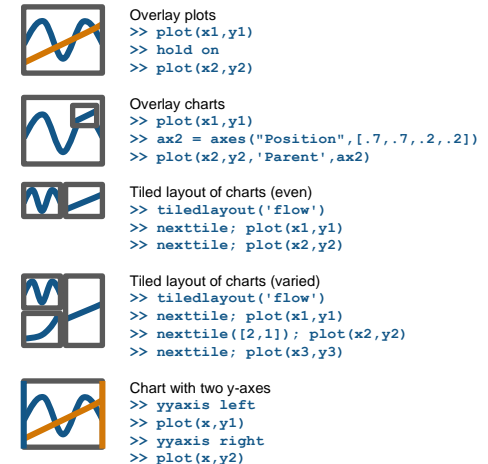 Overlay plots
>> plot(x1,y1)
>> hold on
>> plot(x2,y2)
Overlay charts
>> plot(x1,y1)
>> ax2 = axes("Position",[.7,.7,.2,.2])
>> plot(x2,y2,'Parent',ax2)
Tiled layout of charts (even)
>> tiledlayout('flow')
>> nexttile; plot(x1,y1)
>> nexttile; plot(x2,y2)
Tiled layout of charts (varied)
>> tiledlayout('flow')
>> nexttile; plot(x1,y1)
>> nexttile([2,1]); plot(x2,y2)
>> nexttile; plot(x3,y3)
Chart with two y-axes
>> yyaxis left
>> plot(x,y1)
>> yyaxis right
>> plot(x,y2)